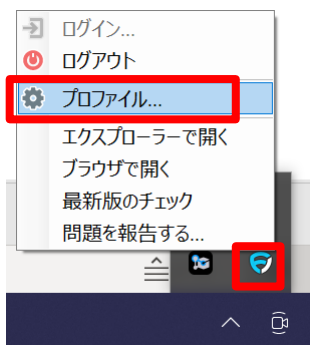 ログイン...
ログアウト
プロファイル...
エクスプローラーで開く
ブラウザで開く
最新版のチェック
問題を報告する...